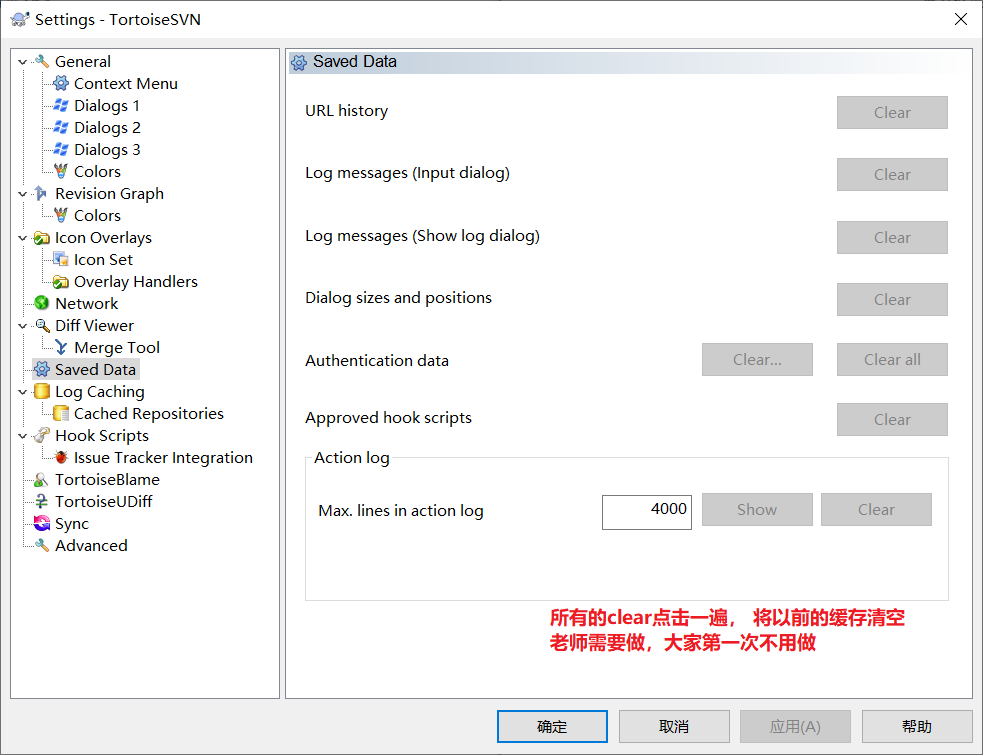 Settings - TortoiseSVN
General
Context Menu
Dialogs 1
Dialogs 2
Dialogs 3
Colors
Revision Graph
Colors
Icon Overlays
Icon Set
Overlay Handlers
Network
Diff Viewer
Merge Tool
Saved Data
Log Caching
Cached Repositories
Hook Scripts
Issue Tracker Integration
TortoiseBlame
TortoiseUDiff
Sync
Advanced
Saved Data
URL history Clear
Log messages (Input dialog) Clear
Log messages (Show log dialog) Clear
Dialog sizes and positions Clear
Authentication data Clear... Clear all
Approved hook scripts Clear
Action log
Max. lines in action log 4000 Show Clear
所有的clear点击一遍， 将以前的缓存清空
老师需要做，大家第一次不用做
确定 取消 应用(A) 帮助